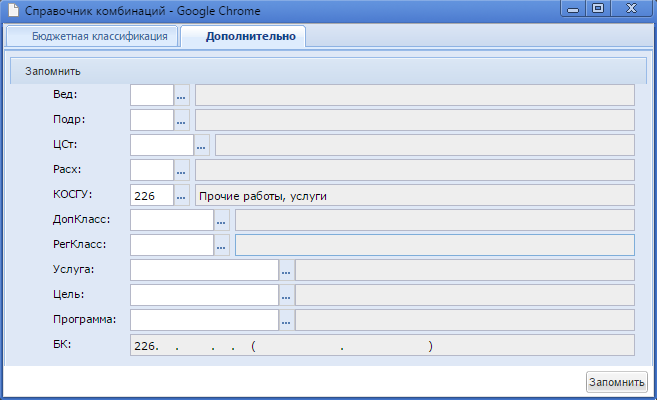 Справочник комбинаций - Google Chrome
Бюджетная классификация Дополнительно
Запомнить
Вед: ...
Подр: ...
ЦСт: ...
Расх: ...
КОСГУ: 226 ... Прочие работы, услуги
ДопКласс: ...
РегКласс: ...
Услуга: ...
Цель: ...
Программа: ...
БК: 226. . . . . ( . )
Запомнить